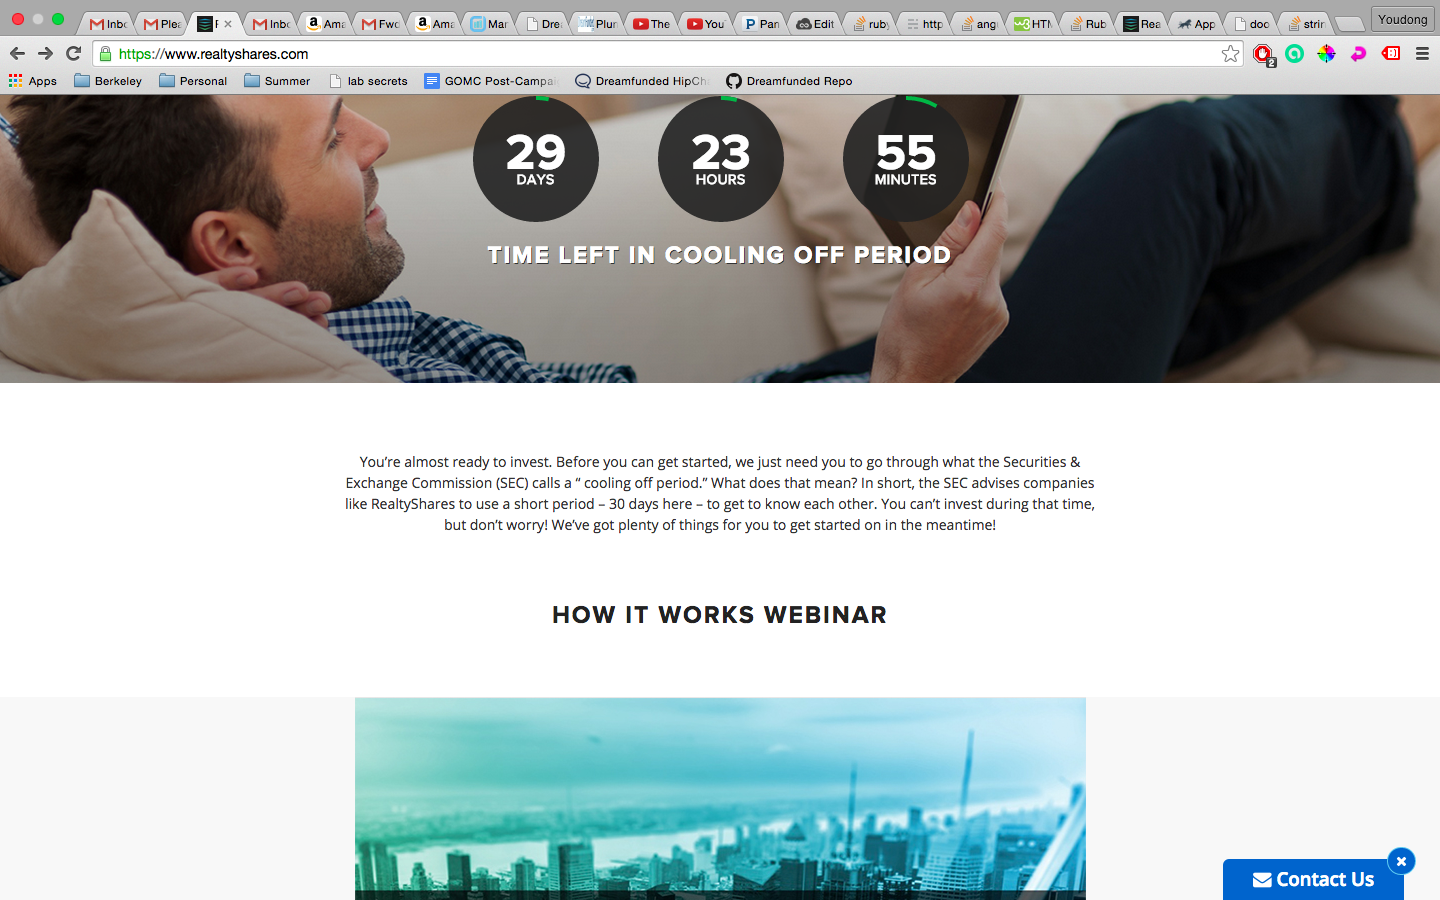 Inbo
Plea
Inbo
Ama
Fwo
Ama
Mar
Drea
Plun
The
You
Pan
Edit
ruby
http
ang
HTM
Rub
Rea
App
doc
strin
Youdong
https://www.realtyshares.com
2
Apps
Berkeley
Personal
Summer
lab secrets
GOMC Post-Campai
Dreamfunded HipCh
Dreamfunded Repo
29
DAYS
23
HOURS
55
MINUTES
TIME LEFT IN COOLING OFF PERIOD
You’re almost ready to invest. Before you can get started, we just need you to go through what the Securities &
Exchange Commission (SEC) calls a “ cooling off period.” What does that mean? In short, the SEC advises companies
like RealtyShares to use a short period – 30 days here – to get to know each other. You can’t invest during that time,
but don’t worry! We’ve got plenty of things for you to get started on in the meantime!
HOW IT WORKS WEBINAR
Contact Us